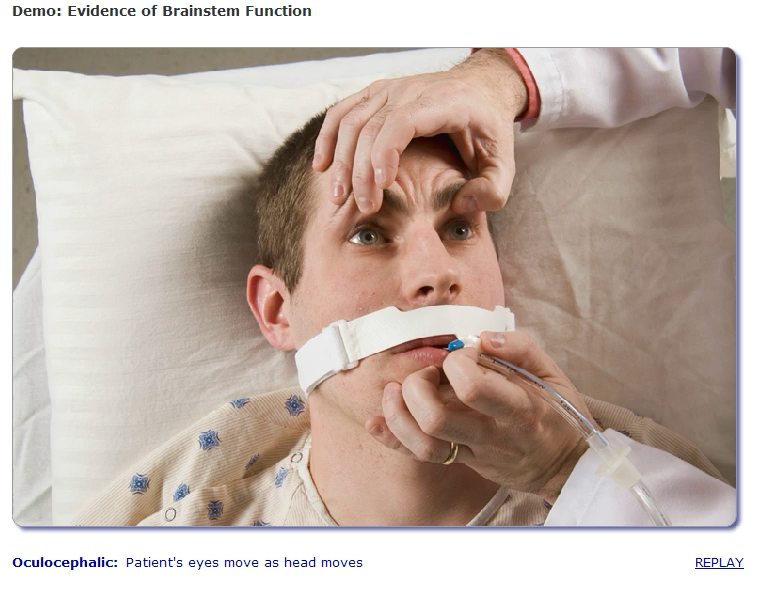 Demo: Evidence of Brainstem Function
Oculocephalic: Patient's eyes move as head moves
REPLAY